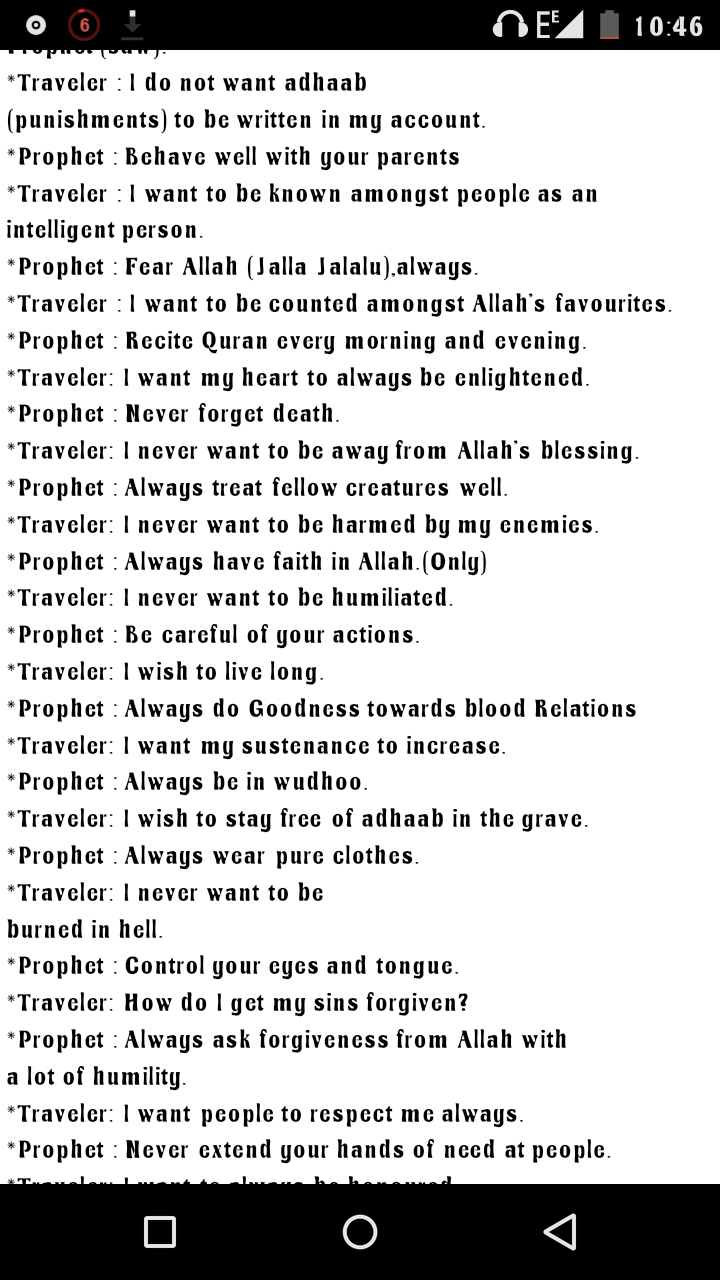 6
E E 10:46
Prophet (saw).
*Traveler : I do not want adhaab
(punishments) to be written in my account.
*Prophet : Behave well with your parents
*Traveler : I want to be known amongst people as an
intelligent person.
*Prophet : Fear Allah (Jalla Jalalu),always.
*Traveler : I want to be counted amongst Allah's favourites.
*Prophet : Recite Quran every morning and evening.
*Traveler: I want my heart to always be enlightened.
*Prophet : Never forget death.
*Traveler: I never want to be away from Allah's blessing.
*Prophet : Always treat fellow creatures well.
*Traveler: I never want to be harmed by my enemies.
*Prophet : Always have faith in Allah.(Only)
*Traveler: I never want to be humiliated.
*Prophet : Be careful of your actions.
*Traveler: I wish to live long.
*Prophet : Always do Goodness towards blood Relations
*Traveler: I want my sustenance to increase.
*Prophet : Always be in wudhoo.
*Traveler: I wish to stay free of adhaab in the grave.
*Prophet : Always wear pure clothes.
*Traveler: I never want to be
burned in hell.
*Prophet : Control your eyes and tongue.
*Traveler: How do I get my sins forgiven?
*Prophet : Always ask forgiveness from Allah with
a lot of humility.
*Traveler: I want people to respect me always.
*Prophet : Never extend your hands of need at people.
*Traveler: I want to always be honoured.